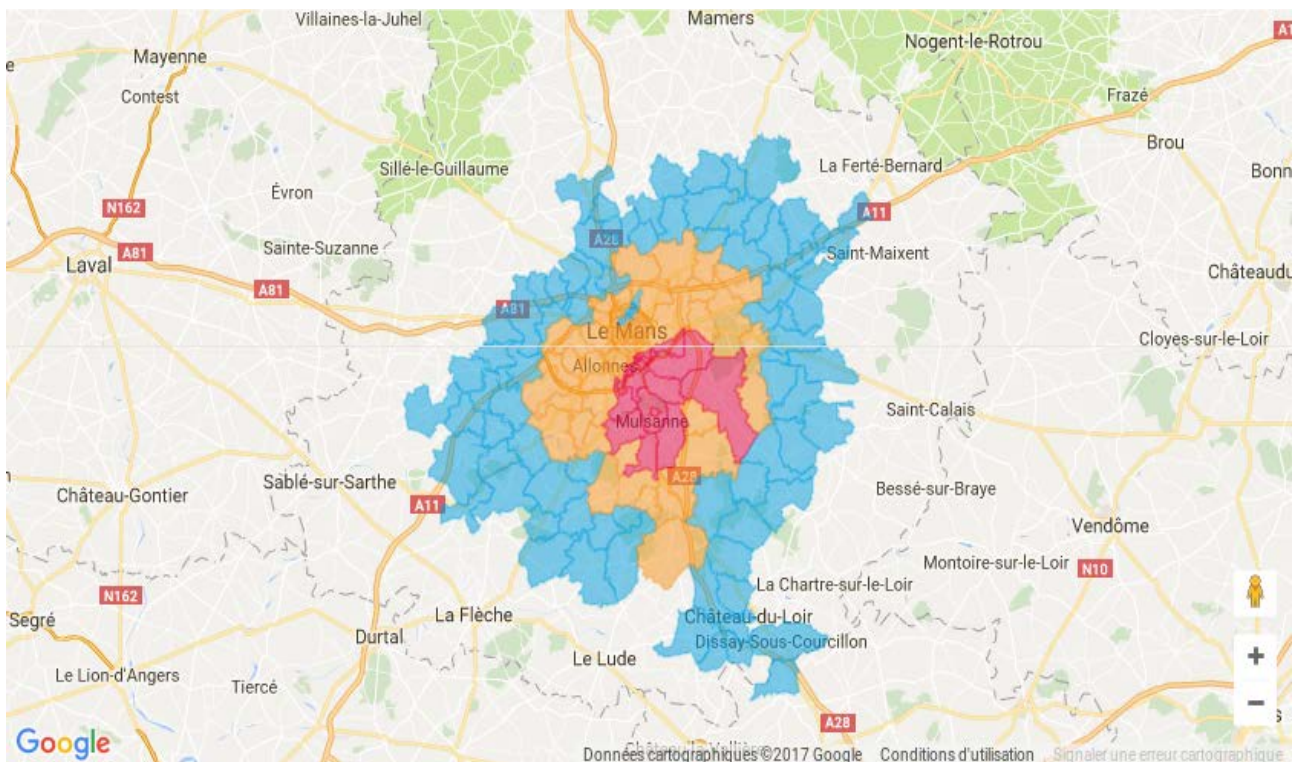 Villaines-la-Juhel
Mamers
Nogent-le-Rotrou
A1
Mayenne
Contest
Frazé
Sillé-le-Guillaume
La Ferté-Bernard
Brou
Bonn
Évron
N162
A11
A81
Sainte-Suzanne
A28
Saint-Maixent
Laval
Châteaudu
A81
A81
Le Mans
Cloyes-sur-le-Loir
Allonnes
Saint-Calais
Mulsanne
Château-Gontier
Sablé-sur-Sarthe
A28
Bessé-sur-Braye
A11
Vendôme
Montoire-sur-le-Loir
N10
N162
La Chartre-sur-le-Loir
Segré
La Flèche
Château-du-Loir
Durtal
Dissay-Sous-Courcillon
Le Lude
Le Lion-d'Angers
Tiercé
+
−
A28
Google
Données cartographiques ©2017 Google Conditions d'utilisation Signaler une erreur cartographique